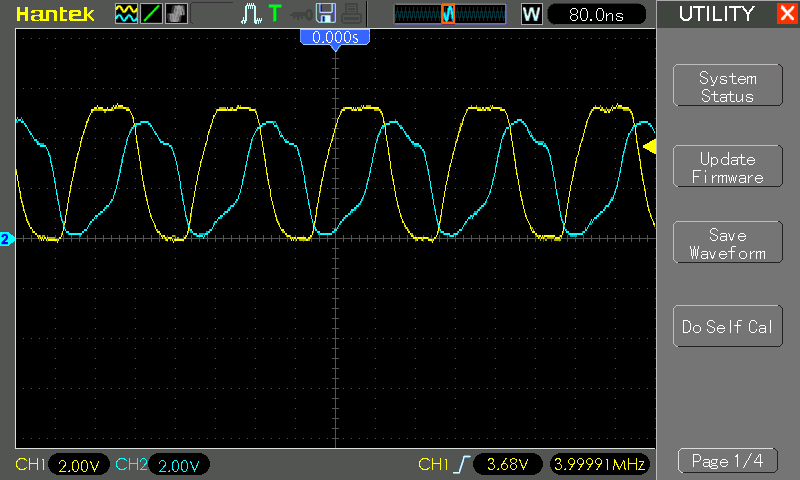 Hantek
T
W
80.0ns
UTILITY
X
0.000s
System
Status
Update
Firmware
2
Save
Waveform
Do Self Cal
CH1 2.00V CH2 2.00V
CH1 3.68V 3.99991MHz
Page 1/4